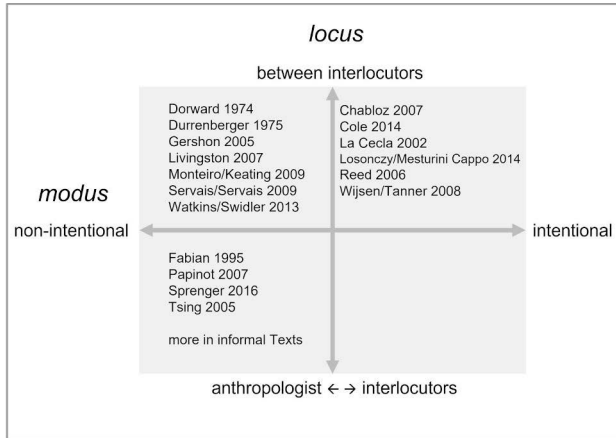 locus
between interlocutors
Dorward 1974
Durrenberger 1975
Gershon 2005
Livingston 2007
Monteiro/Keating 2009
Servais/Servais 2009
Watkins/Swidler 2013
Chabloz 2007
Cole 2014
La Cecla 2002
Losonczy/Mesturini Cappo 2014
Reed 2006
Wijsen/Tanner 2008
modus
non-intentional
intentional
Fabian 1995
Papinot 2007
Sprenger 2016
Tsing 2005
more in informal Texts
anthropologist ← → interlocutors